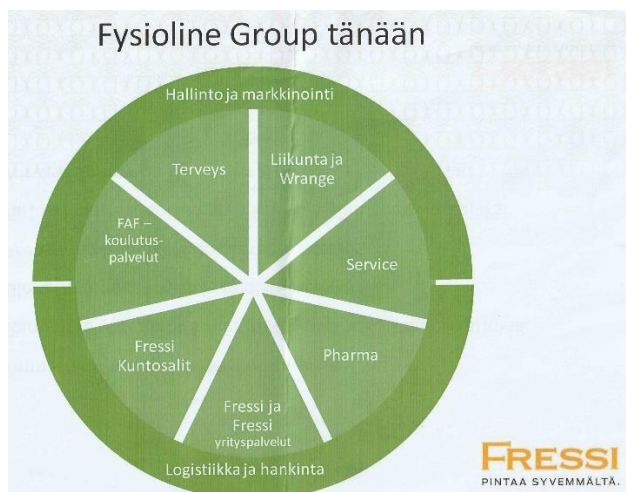 Fysioline Group tänään
Hallinto ja markkinointi
Terveys
Liikunta ja
Wrange
FAF –
koulutus-
palvelut
Service
Fressi
Kuntosalit
Pharma
Fressi ja
Fressi
yrityspalvelut
Logistiikka ja hankinta
FRESSI
PINTAA SYVEMMÄLTÄ.